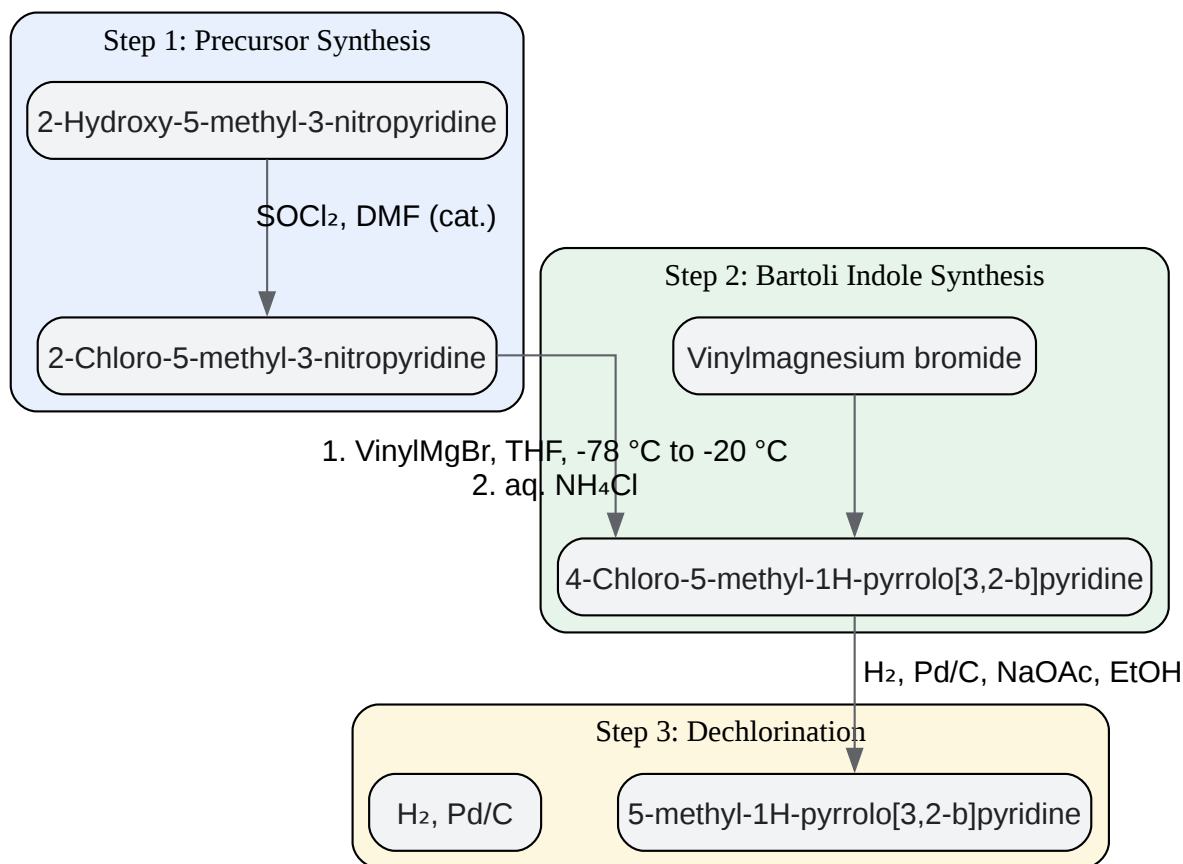 Step 1: Precursor Synthesis
2-Hydroxy-5-methyl-3-nitropyridine
SOCl₂, DMF (cat.)
2-Chloro-5-methyl-3-nitropyridine
Step 2: Bartoli Indole Synthesis
Vinylmagnesium bromide
1. VinylMgBr, THF, -78 °C to -20 °C
2. aq. NH₄Cl
4-Chloro-5-methyl-1H-pyrrolo[3,2-b]pyridine
H₂, Pd/C, NaOAc, EtOH
Step 3: Dechlorination
H₂, Pd/C
5-methyl-1H-pyrrolo[3,2-b]pyridine